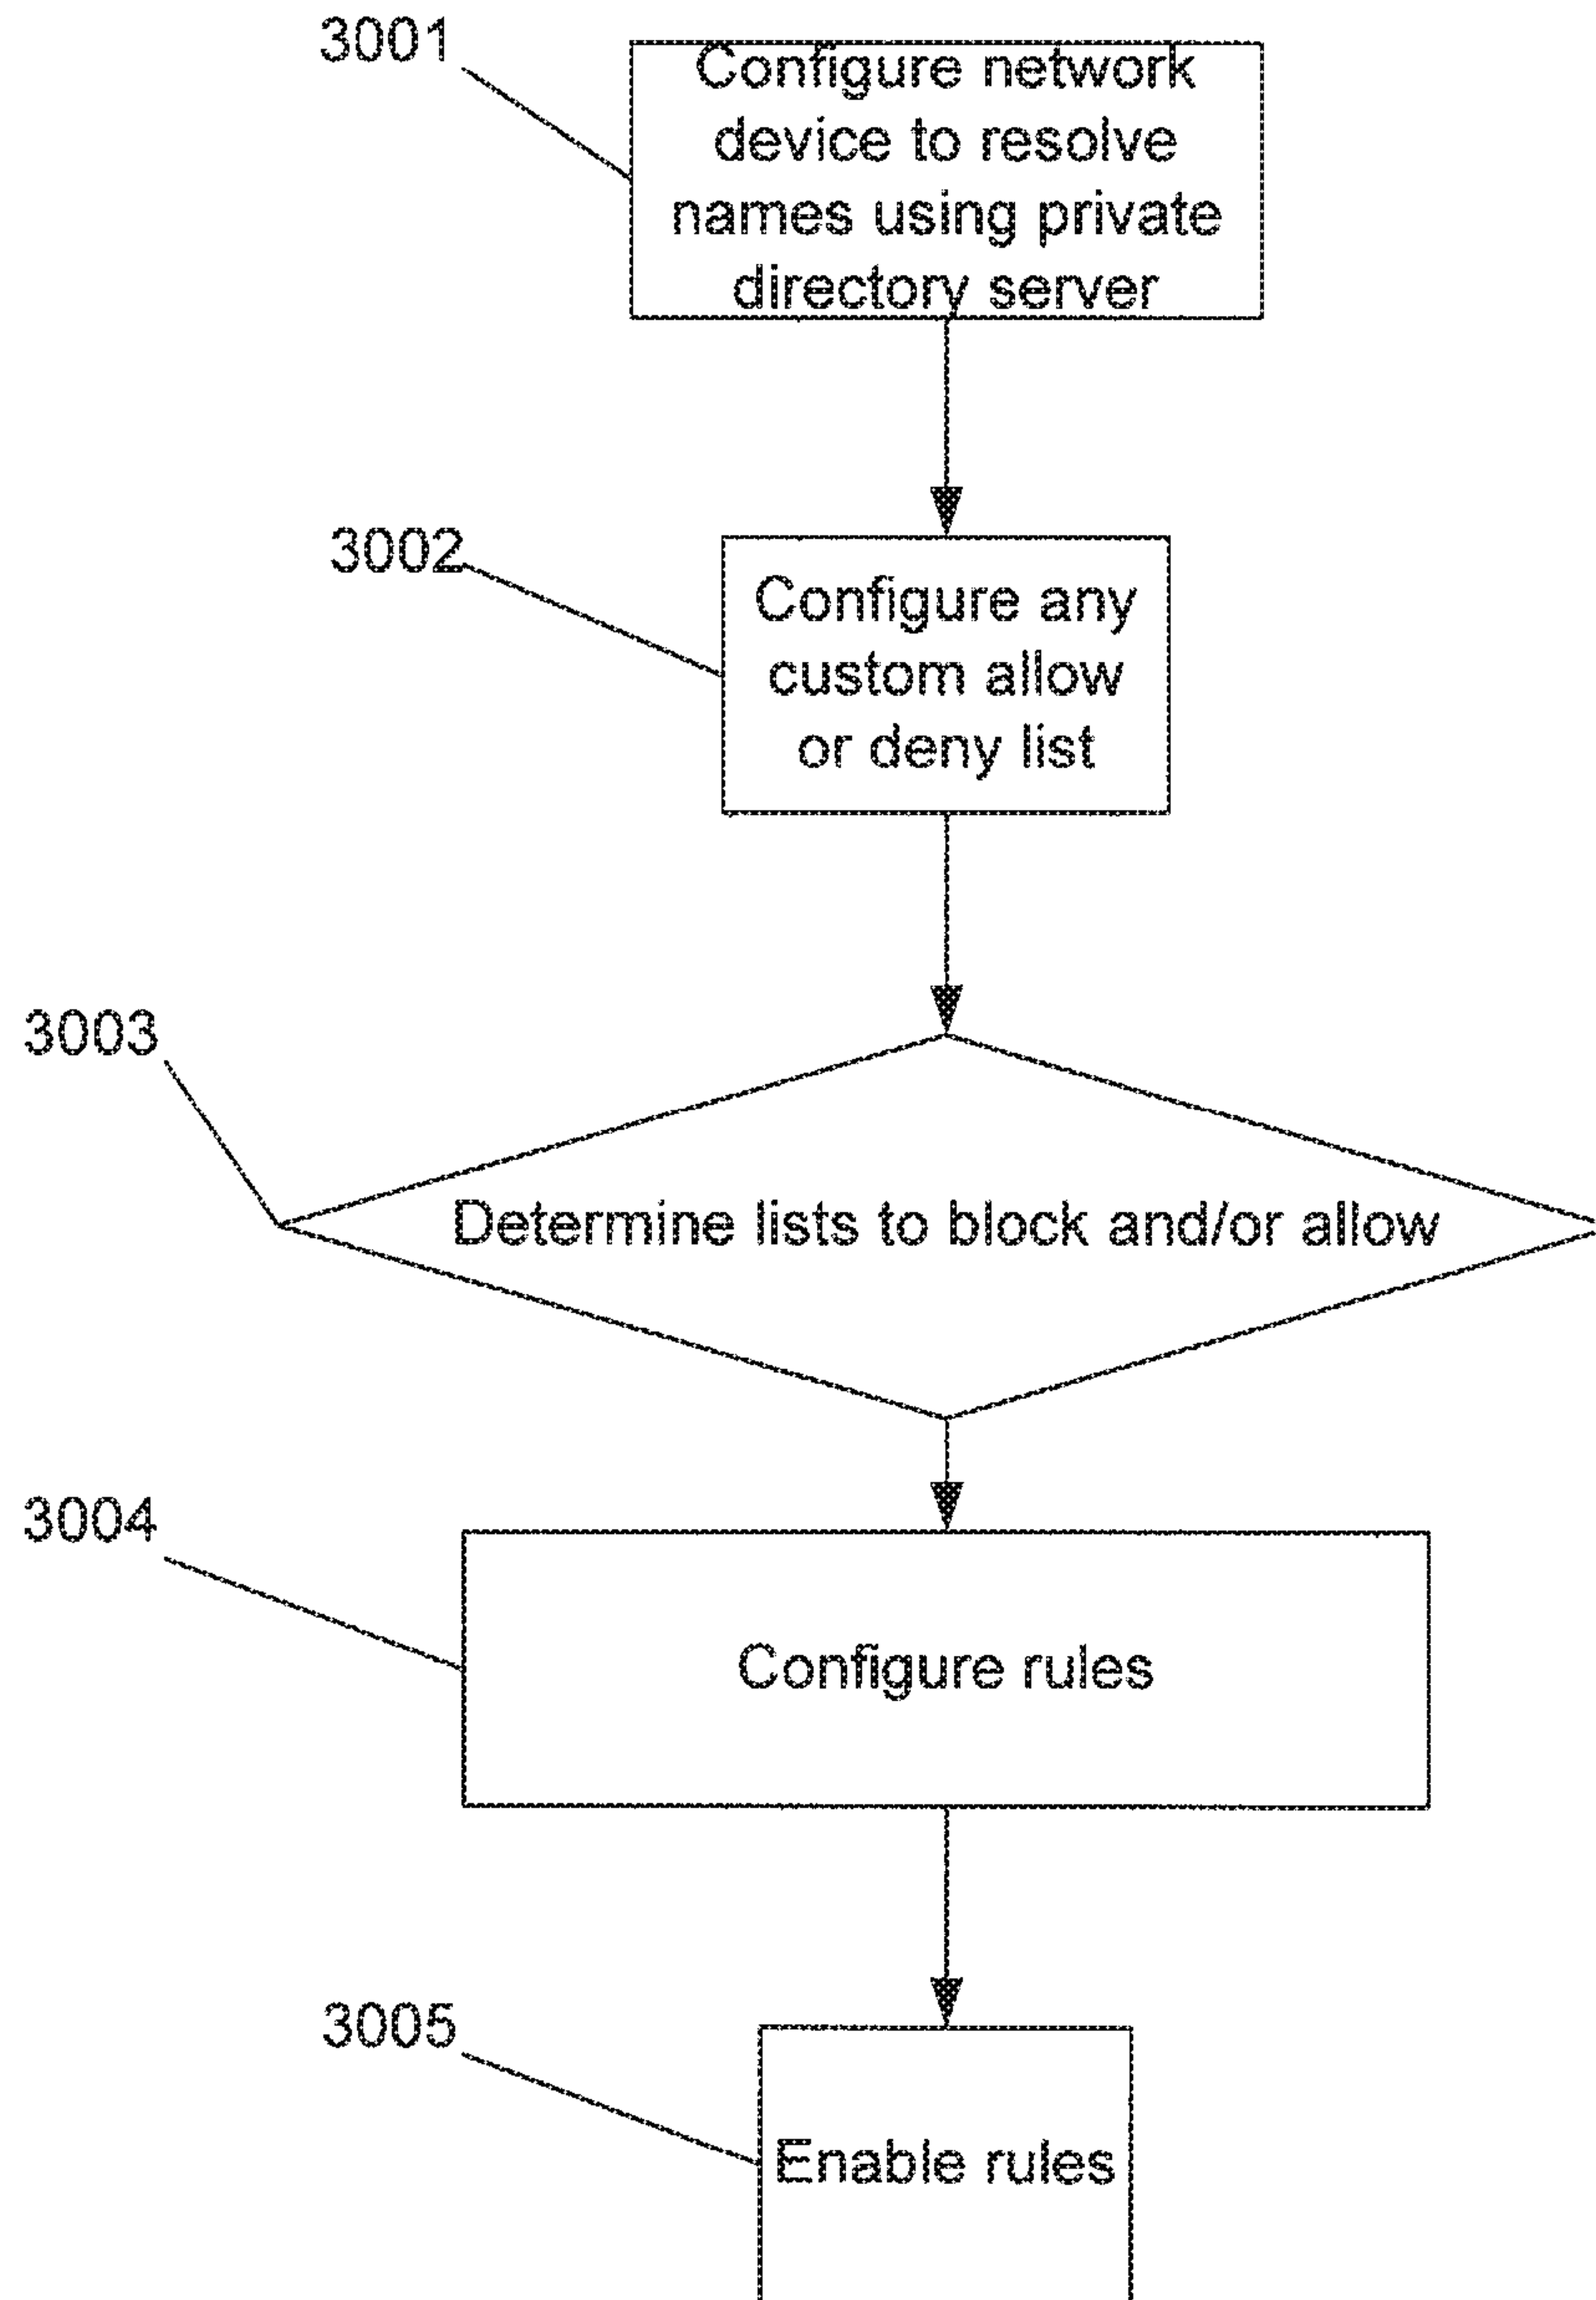 3001
Configure network
device to resolve
names using private
directory server
3002
Configure any
custom allow
or deny list
3003
Determine lists to block and/or allow
3004
Configure rules
3005
Enable rules